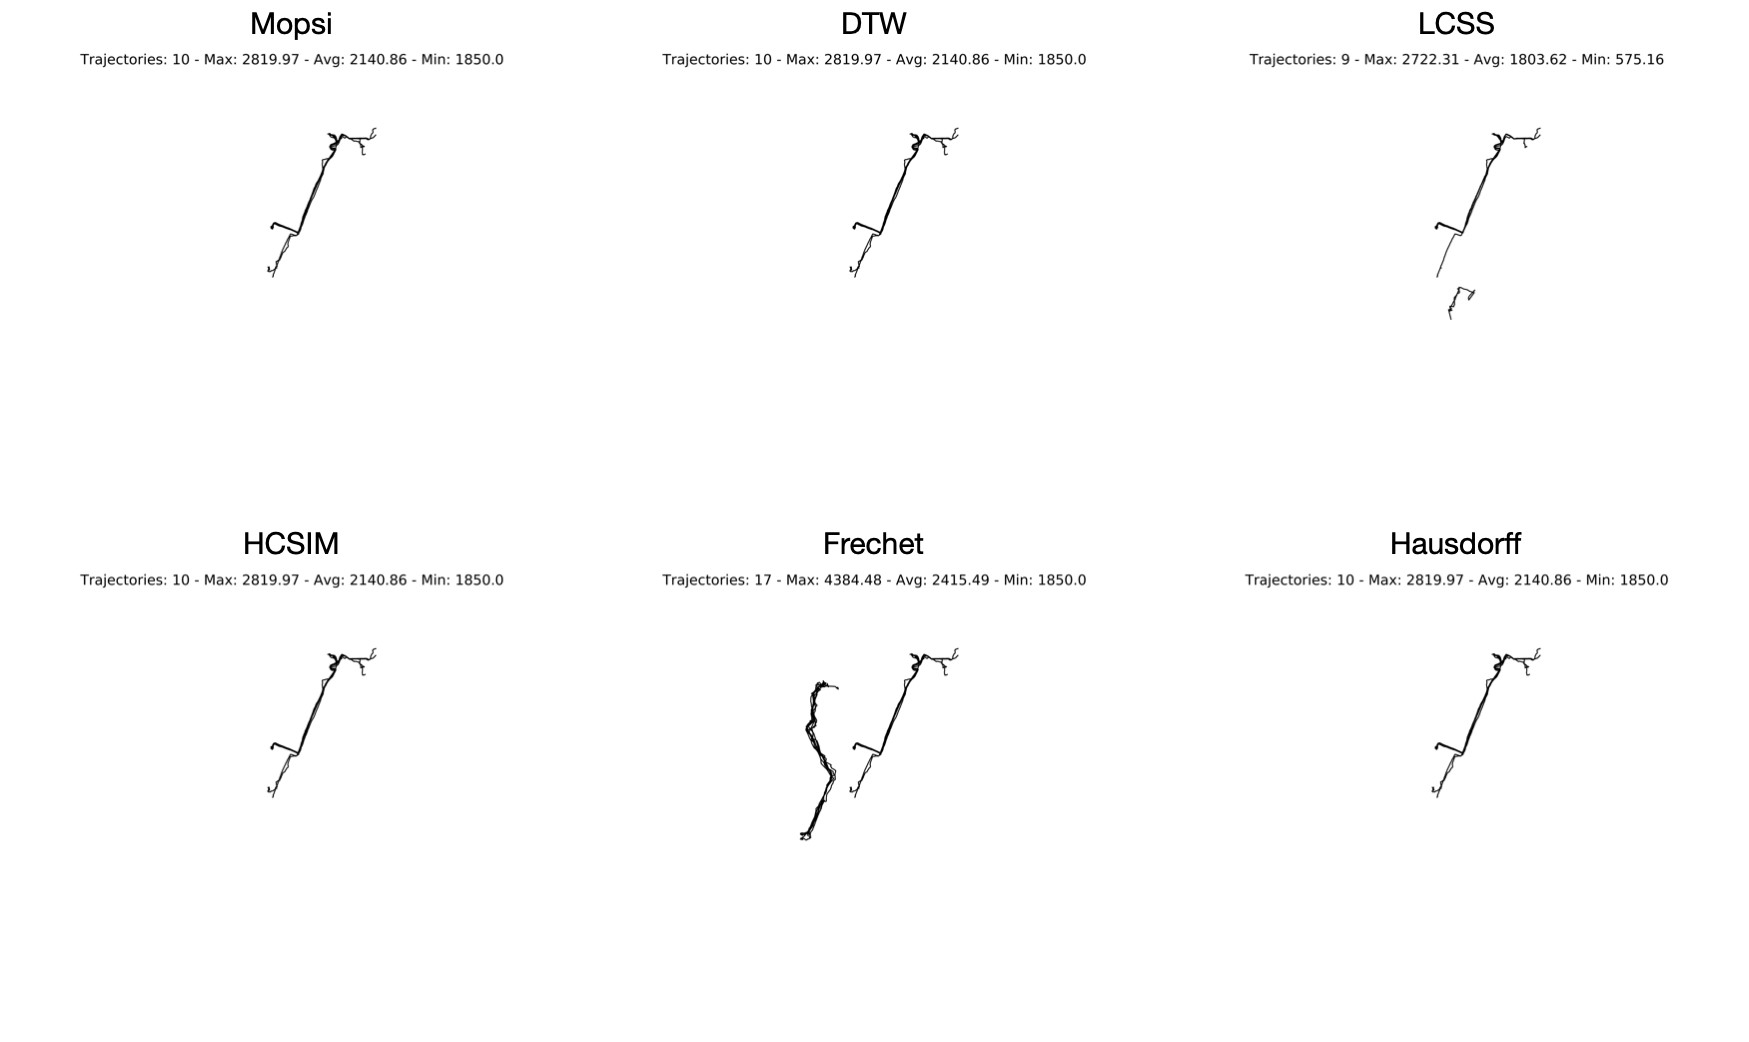 Mopsi
Trajectories: 10 - Max: 2819.97 - Avg: 2140.86 - Min: 1850.0
DTW
Trajectories: 10 - Max: 2819.97 - Avg: 2140.86 - Min: 1850.0
LCSS
Trajectories: 9 - Max: 2722.31 - Avg: 1803.62 - Min: 575.16
HCSIM
Trajectories: 10 - Max: 2819.97 - Avg: 2140.86 - Min: 1850.0
Frechet
Trajectories: 17 - Max: 4384.48 - Avg: 2415.49 - Min: 1850.0
Hausdorff
Trajectories: 10 - Max: 2819.97 - Avg: 2140.86 - Min: 1850.0